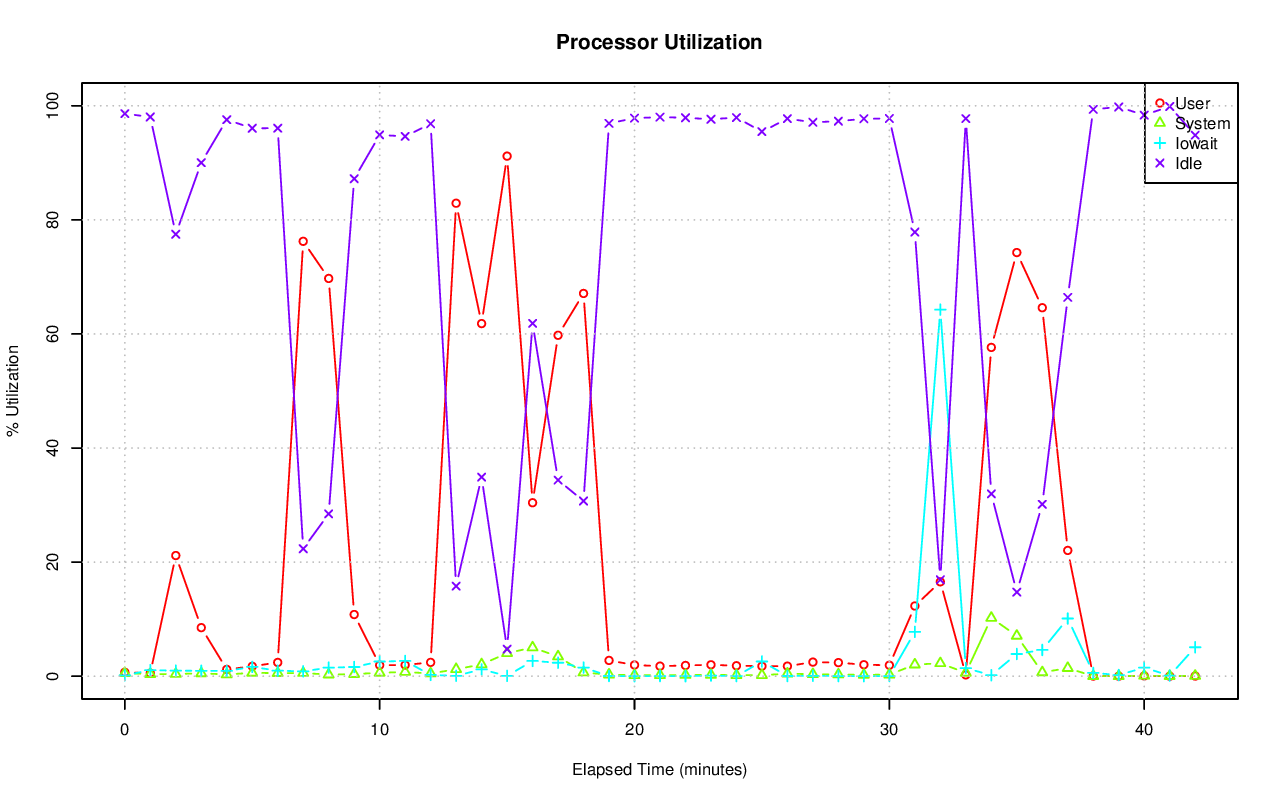 Processor Utilization
% Utilization
100
80
60
40
20
0
User
System
Iowait
Idle
0 10 20 30 40
Elapsed Time (minutes)